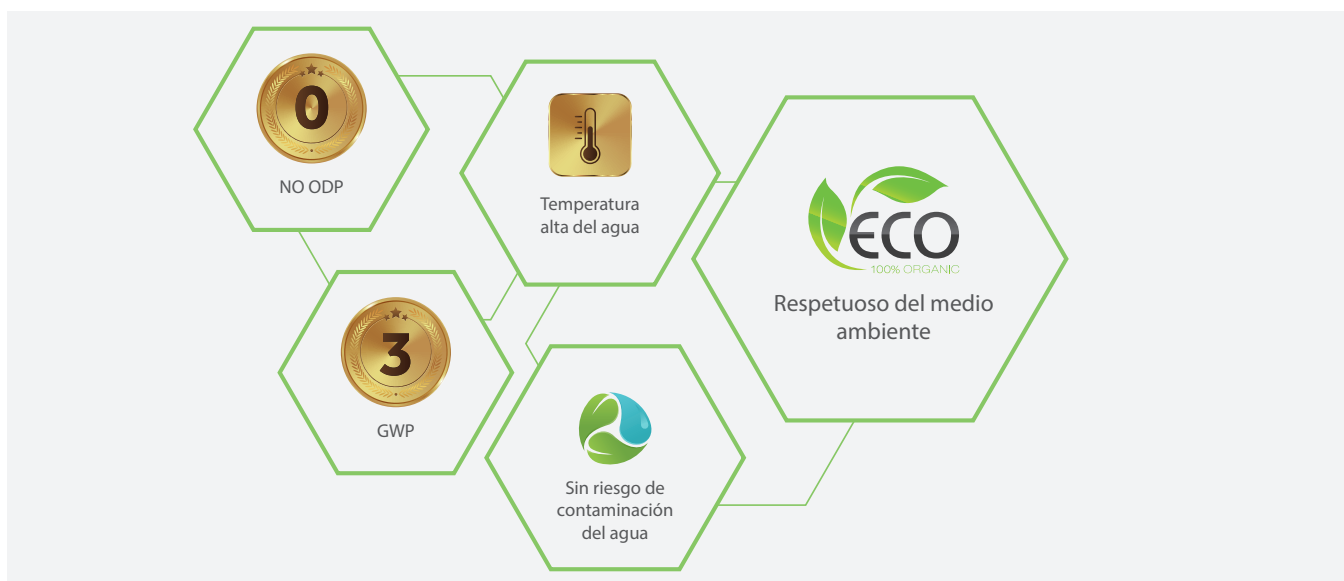 0
NO ODP
Temperatura
alta del agua
ECO
100% ORGANIC
Respetuoso del medio
ambiente
3
GWP
Sin riesgo de
contaminación
del agua